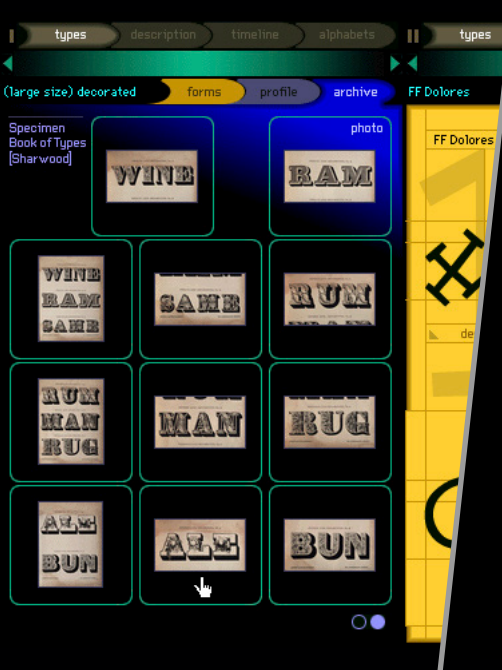 types
description
timeline
alphabets
types
(large size) decorated
forms
profile
archive
FF Dolores
Specimen
Book of Types
[Sharwood]
photo
FF Dolores
WINE
RAM
WINE
RAM
SAME
SAME
RUM
de
RUM
MAN
RUG
MAN
RUG
ALE
BUN
ALE
BUN